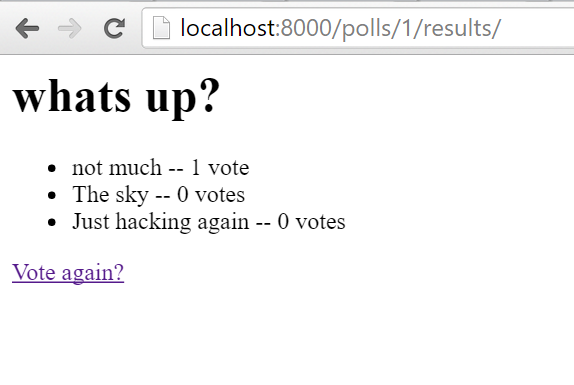 localhost:8000/polls/1/results/
whats up?
not much -- 1 vote
The sky -- 0 votes
Just hacking again -- 0 votes
Vote again?